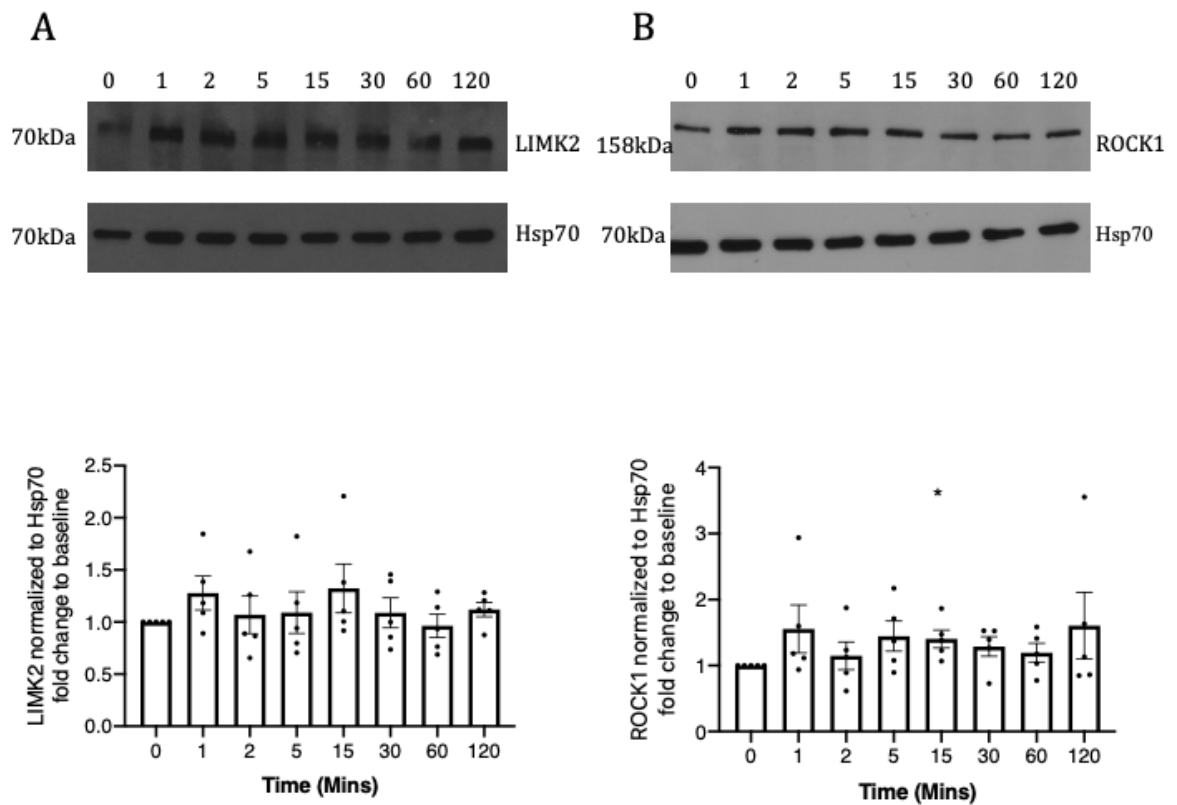 A
0 1 2 5 15 30 60 120
70kDa
LIMK2
70kDa
Hsp70
2.5
2.0
1.5
1.0
0.5
0.0
LIMK2 normalized to Hsp70
fold change to baseline
0 1 2 5 15 30 60 120
Time (Mins)
B
0 1 2 5 15 30 60 120
158kDa
ROCK1
70kDa
Hsp70
4
3
2
1
0
ROCK1 normalized to Hsp70
fold change to baseline
*
0 1 2 5 15 30 60 120
Time (Mins)